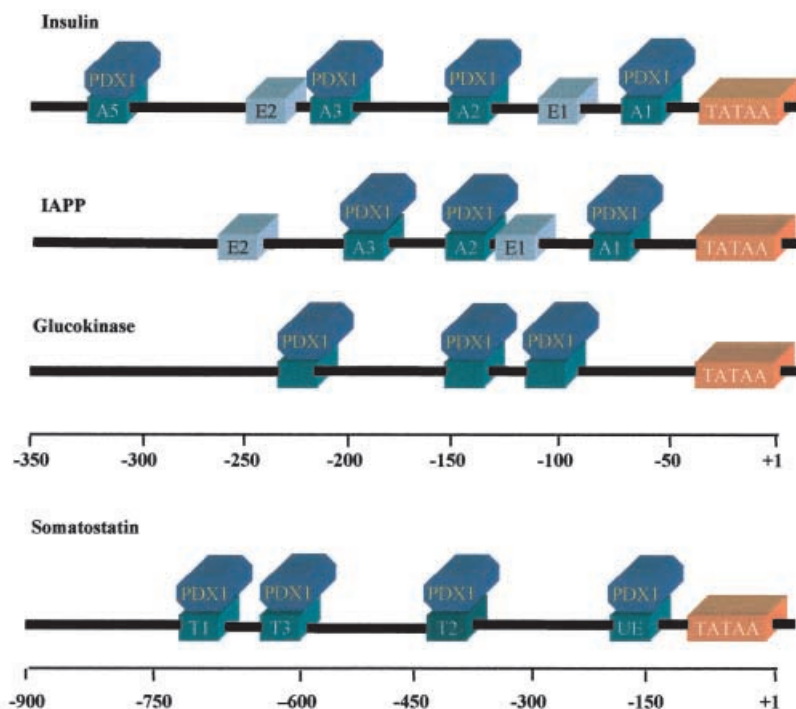 Insulin
PDX1 PDX1 PDX1 PDX1
A5 E2 A3 A2 E1 A1 TATAA
IAPP
PDX1 PDX1 PDX1
E2 A3 A2 E1 A1 TATAA
Glucokinase
PDX1 PDX1 PDX1
TATAA
-350 -300 -250 -200 -150 -100 -50 +1
Somatostatin
PDX1 PDX1 PDX1 PDX1
T1 T3 T2 UE TATAA
-900 -750 -600 -450 -300 -150 +1